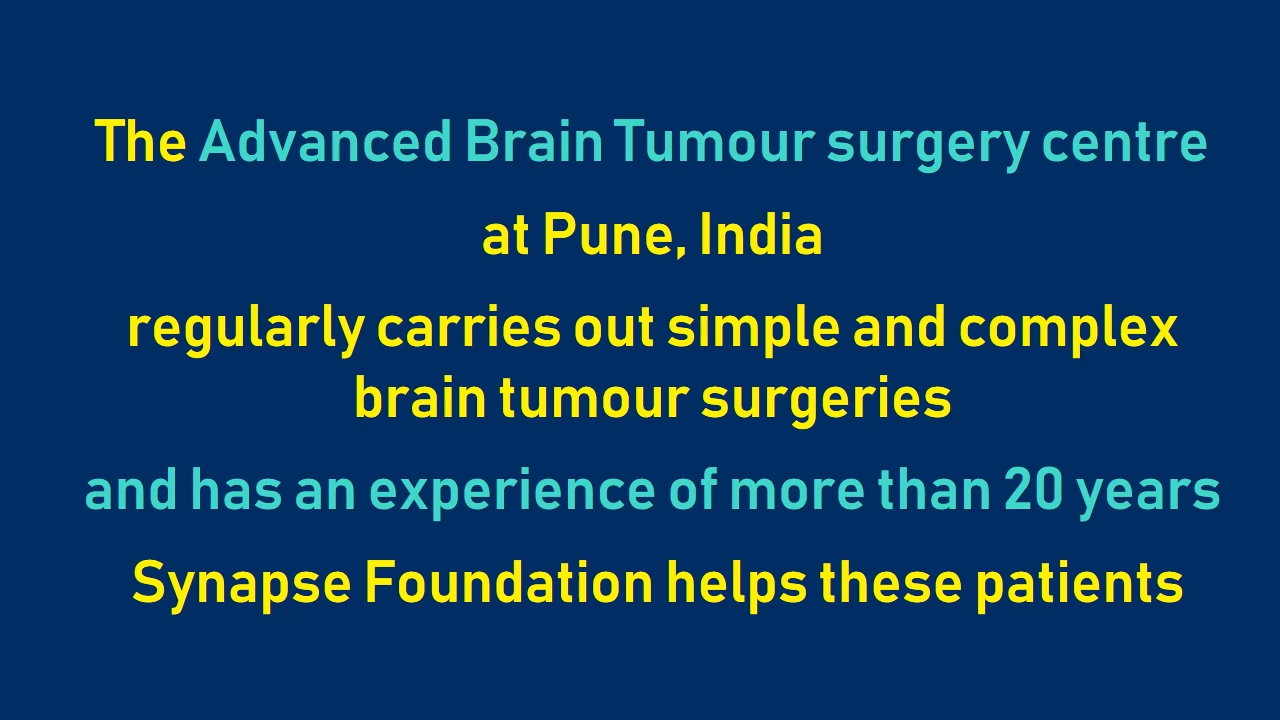 The Advanced Brain Tumour surgery centre
at Pune, India
regularly carries out simple and complex
brain tumour surgeries
and has an experience of more than 20 years
Synapse Foundation helps these patients